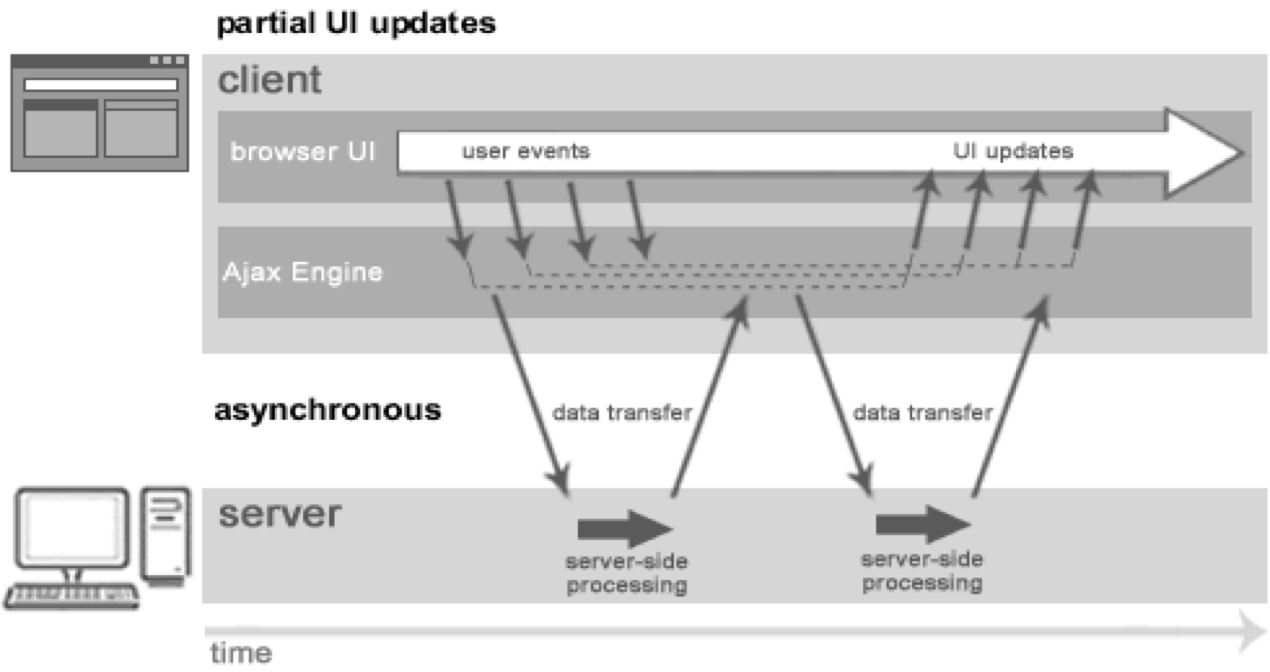 partial UI updates
client
browser UI
user events
UI updates
Ajax Engine
asynchronous
data transfer
data transfer
server
server-side
processing
server-side
processing
time